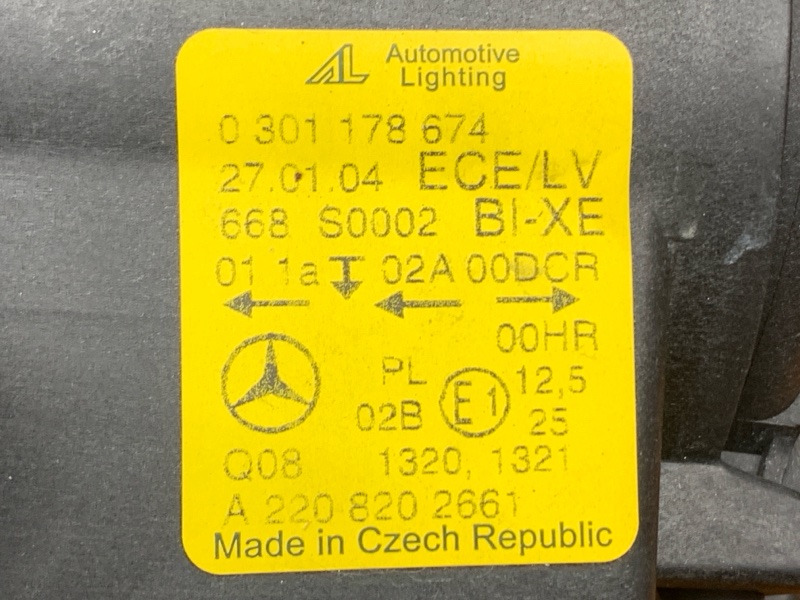 AL Automotive
Lighting
0 301 178 674
27.01.04 ECE/LV
668 S0002 BI-XE
01 1a 02A 00DCR
00HR
PL E1 12,5
02B 25
Q08 1320, 1321
A 220 820 2661
Made in Czech Republic